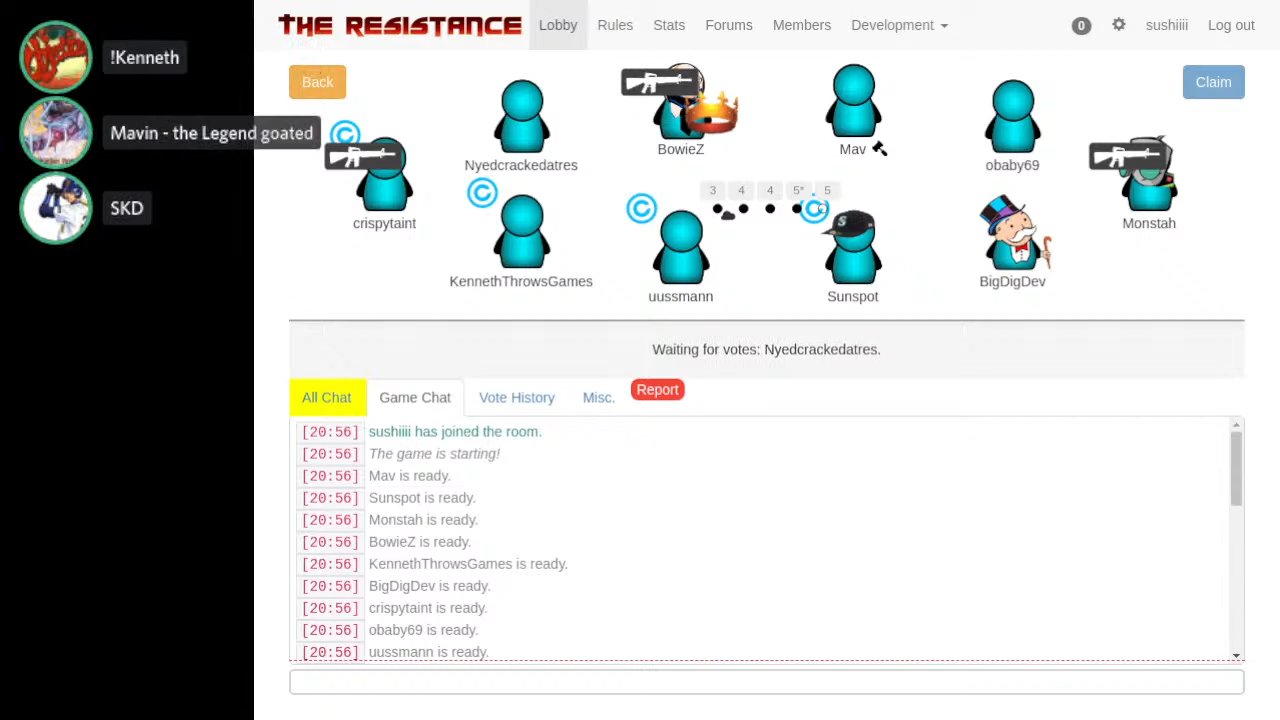 !Kenneth
Mavin - the Legend goated
SKD
THE RESISTANCE
Lobby
Rules
Stats
Forums
Members
Development
0
sushiiii
Log out
Back
Claim
crispytaint
Nyedcrackedatres
BowieZ
Mav
obaby69
Monstah
KennethThrowsGames
uussmann
Sunspot
BigDigDev
3 4 4 5* 5
Waiting for votes: Nyedcrackedatres.
All Chat
Game Chat
Vote History
Misc.
Report
[20:56] sushiiii has joined the room.
[20:56] The game is starting!
[20:56] Mav is ready.
[20:56] Sunspot is ready.
[20:56] Monstah is ready.
[20:56] BowieZ is ready.
[20:56] KennethThrowsGames is ready.
[20:56] BigDigDev is ready.
[20:56] crispytaint is ready.
[20:56] obaby69 is ready.
[20:56] uussmann is ready.